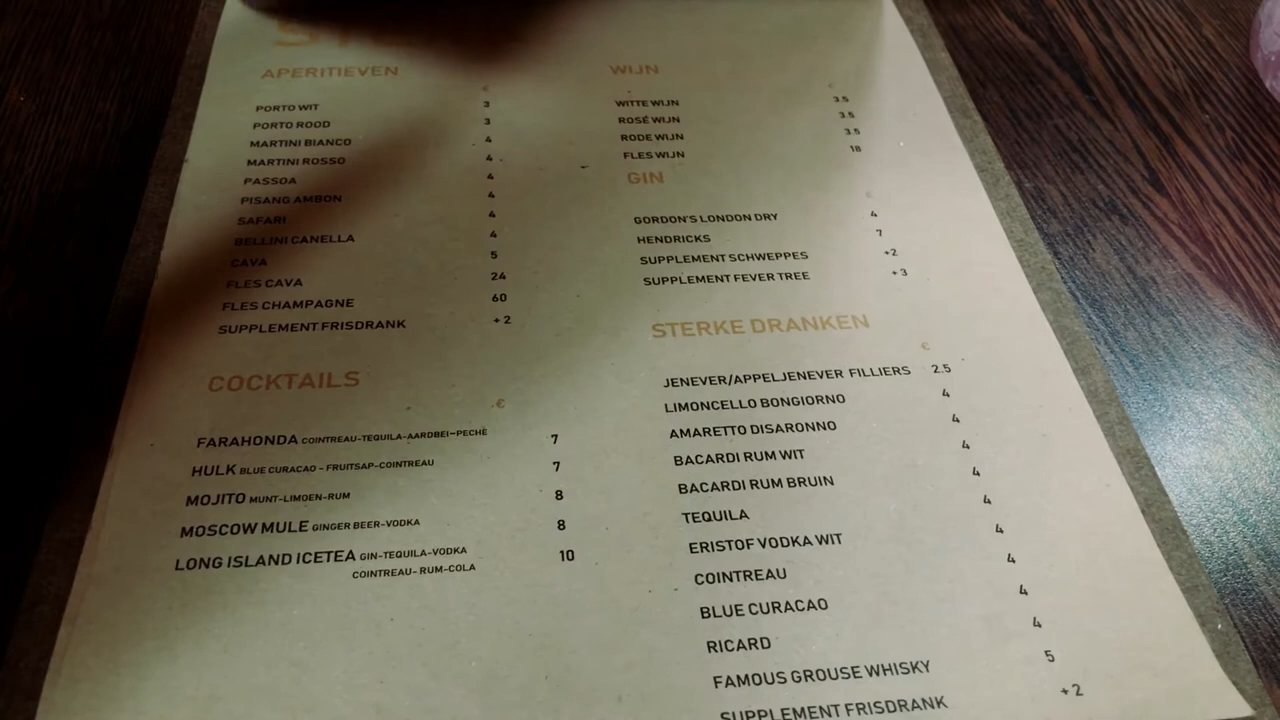 APERITIEVEN
€
PORTO WIT 3
PORTO ROOD 3
MARTINI BIANCO 4
MARTINI ROSSO 4
PASSOA 4
PISANG AMBON 4
SAFARI 4
BELLINI CANELLA 4
CAVA 5
FLES CAVA 24
FLES CHAMPAGNE 60
SUPPLEMENT FRISDRANK +2
COCKTAILS
€
FARAHONDA COINTREAU-TEQUILA-AARDBEI-PECHE 7
HULK BLUE CURACAO - FRUITSAP-COINTREAU 7
MOJITO MUNT-LIMOEN-RUM 8
MOSCOW MULE GINGER BEER-VODKA 8
LONG ISLAND ICETEA GIN-TEQUILA-VODKA 10
COINTREAU- RUM-COLA
WIJN
€
WITTE WIJN 3.5
ROSÉ WIJN 3.5
RODE WIJN 3.5
FLES WIJN 18
GIN
€
GORDON'S LONDON DRY 4
HENDRICKS 7
SUPPLEMENT SCHWEPPES +2
SUPPLEMENT FEVER TREE +3
STERKE DRANKEN
€
JENEVER/APPELJENEVER FILLIERS 2.5
LIMONCELLO BONGIORNO 4
AMARETTO DISARONNO 4
BACARDI RUM WIT 4
BACARDI RUM BRUIN 4
TEQUILA 4
ERISTOF VODKA WIT 4
COINTREAU 4
BLUE CURACAO 4
RICARD 4
FAMOUS GROUSE WHISKY 5
SUPPLEMENT FRISDRANK +2